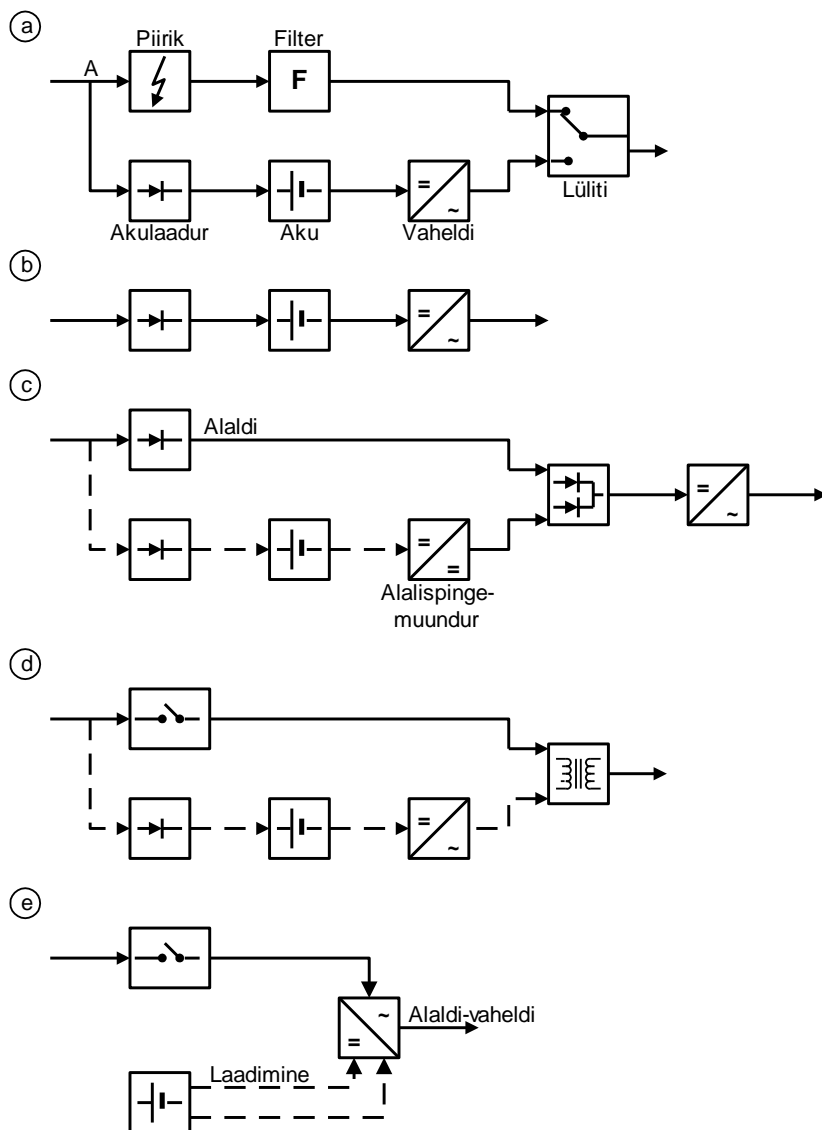 a
Piirik
Filter
A
F
=
~
Akulaadur
Aku
Vaheldi
Lüliti
b
=
~
c
Alaldi
=
~
=
=
Alalispinge-
muundur
d
=
~
e
~
=
Alaldi-vaheldi
Laadimine